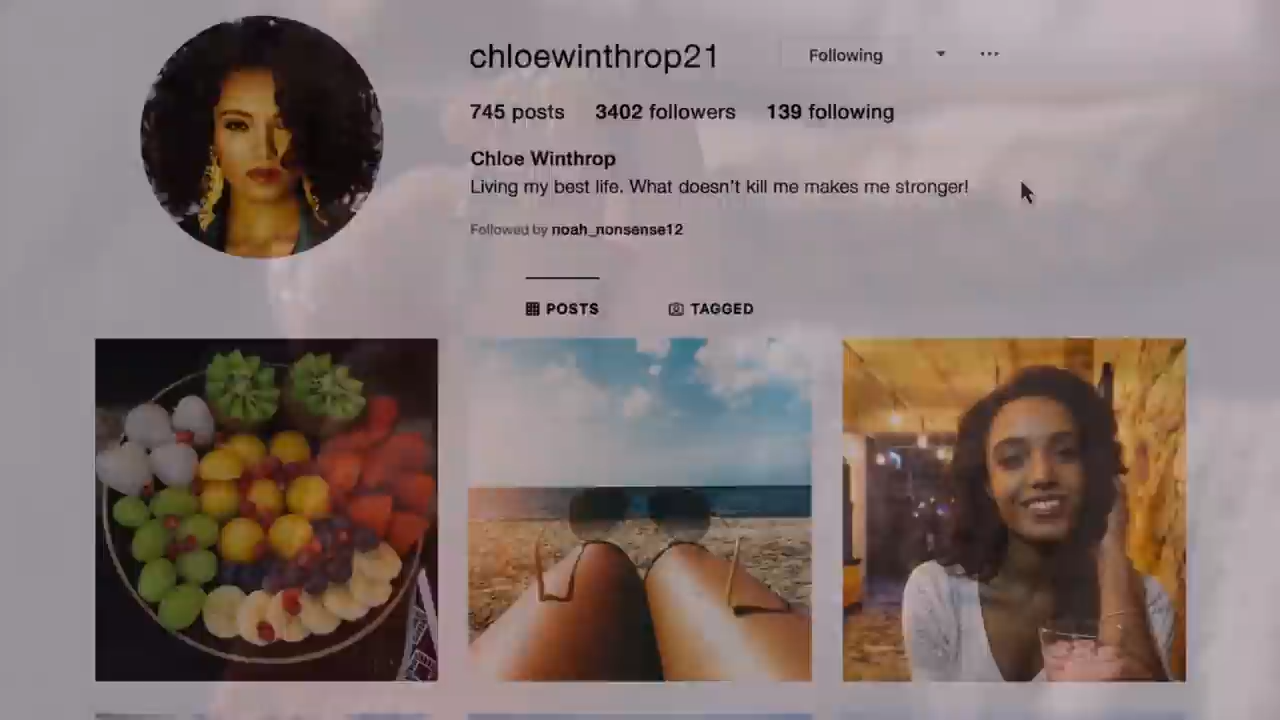 chloewinthrop21 Following ...
745 posts 3402 followers 139 following
Chloe Winthrop
Living my best life. What doesn't kill me makes me stronger!
Followed by noah_nonsense12
POSTS TAGGED